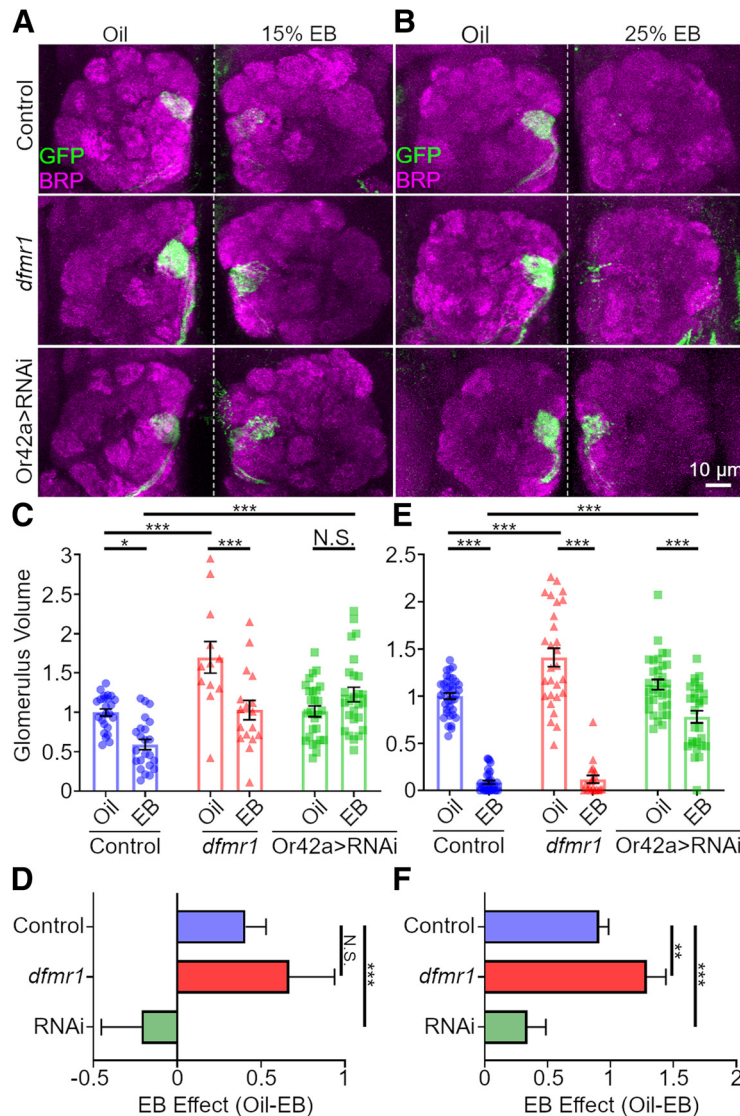 A
Oil
15% EB
B
Oil
25% EB
Control
GFP
BRP
GFP
BRP
dfmr1
Or42a>RNAi
10 µm
C
E
***
***
***
***
*
***
N.S.
***
***
***
Glomerulus Volume
3
2.5
2
1.5
1
0.5
0
2.5
2
1.5
1
0.5
0
Oil
EB
Oil
EB
Oil
EB
Oil
EB
Oil
EB
Oil
EB
Control
dfmr1
Or42a>RNAi
Control
dfmr1
Or42a>RNAi
D
F
Control
dfmr1
RNAi
N.S.
***
Control
dfmr1
RNAi
**
***
-0.5
0
0.5
1
0
0.5
1
1.5
2
EB Effect (Oil-EB)
EB Effect (Oil-EB)